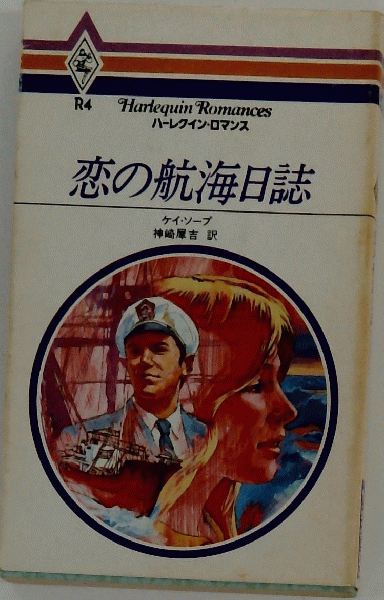 R4 Harlequin Romances
ハーレクイン・ロマンス
恋の航海日誌
ケイ・ソープ
神崎犀吉 訳